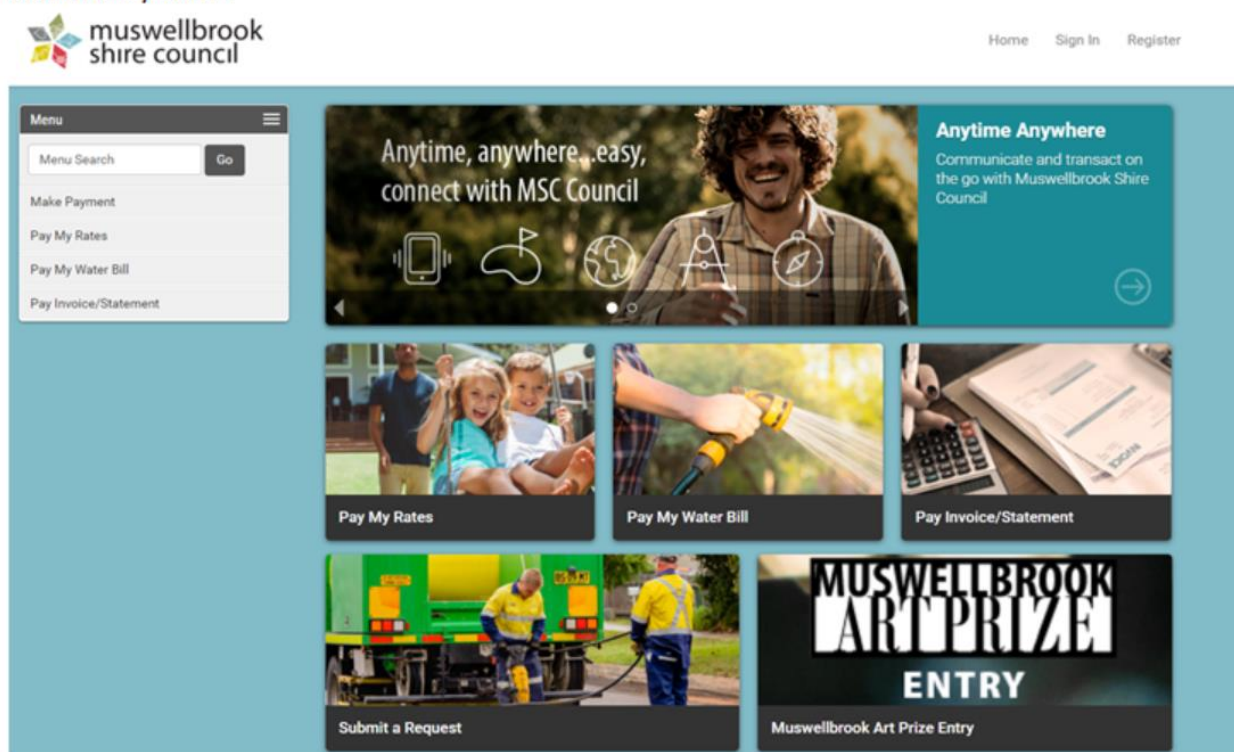 muswellbrook
shire council
Home Sign In Register
Menu
Menu Search Go
Make Payment
Pay My Rates
Pay My Water Bill
Pay Invoice/Statement
Anytime, anywhere...easy,
connect with MSC Council
Anytime Anywhere
Communicate and transact on
the go with Muswellbrook Shire
Council
Pay My Rates
Pay My Water Bill
INVOICE
Pay Invoice/Statement
Submit a Request
MUSWELLBROOK
ART PRIZE
ENTRY
Muswellbrook Art Prize Entry